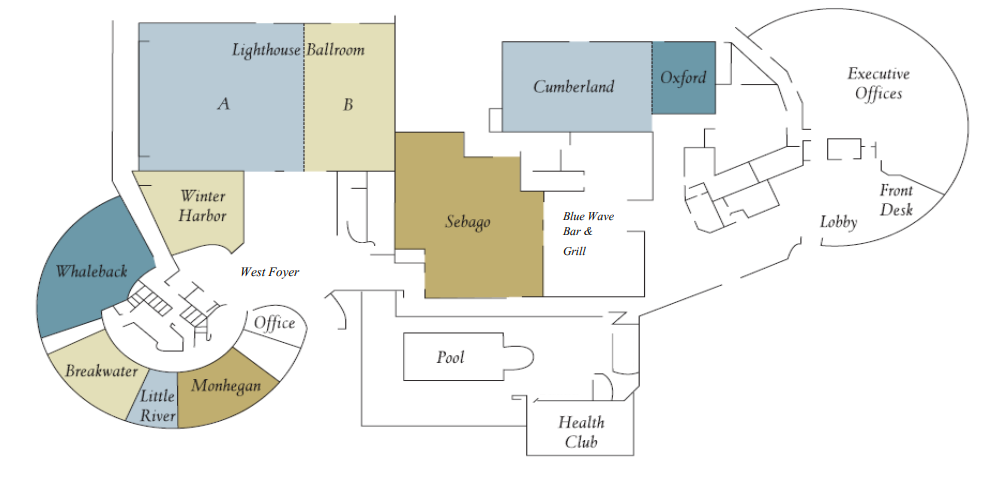 Lighthouse Ballroom
A
B
Cumberland
Oxford
Executive
Offices
Winter
Harbor
Sebago
Blue Wave
Bar &
Grill
Front
Desk
Lobby
Whaleback
West Foyer
Office
Breakwater
Little
River
Monhegan
Pool
Health
Club